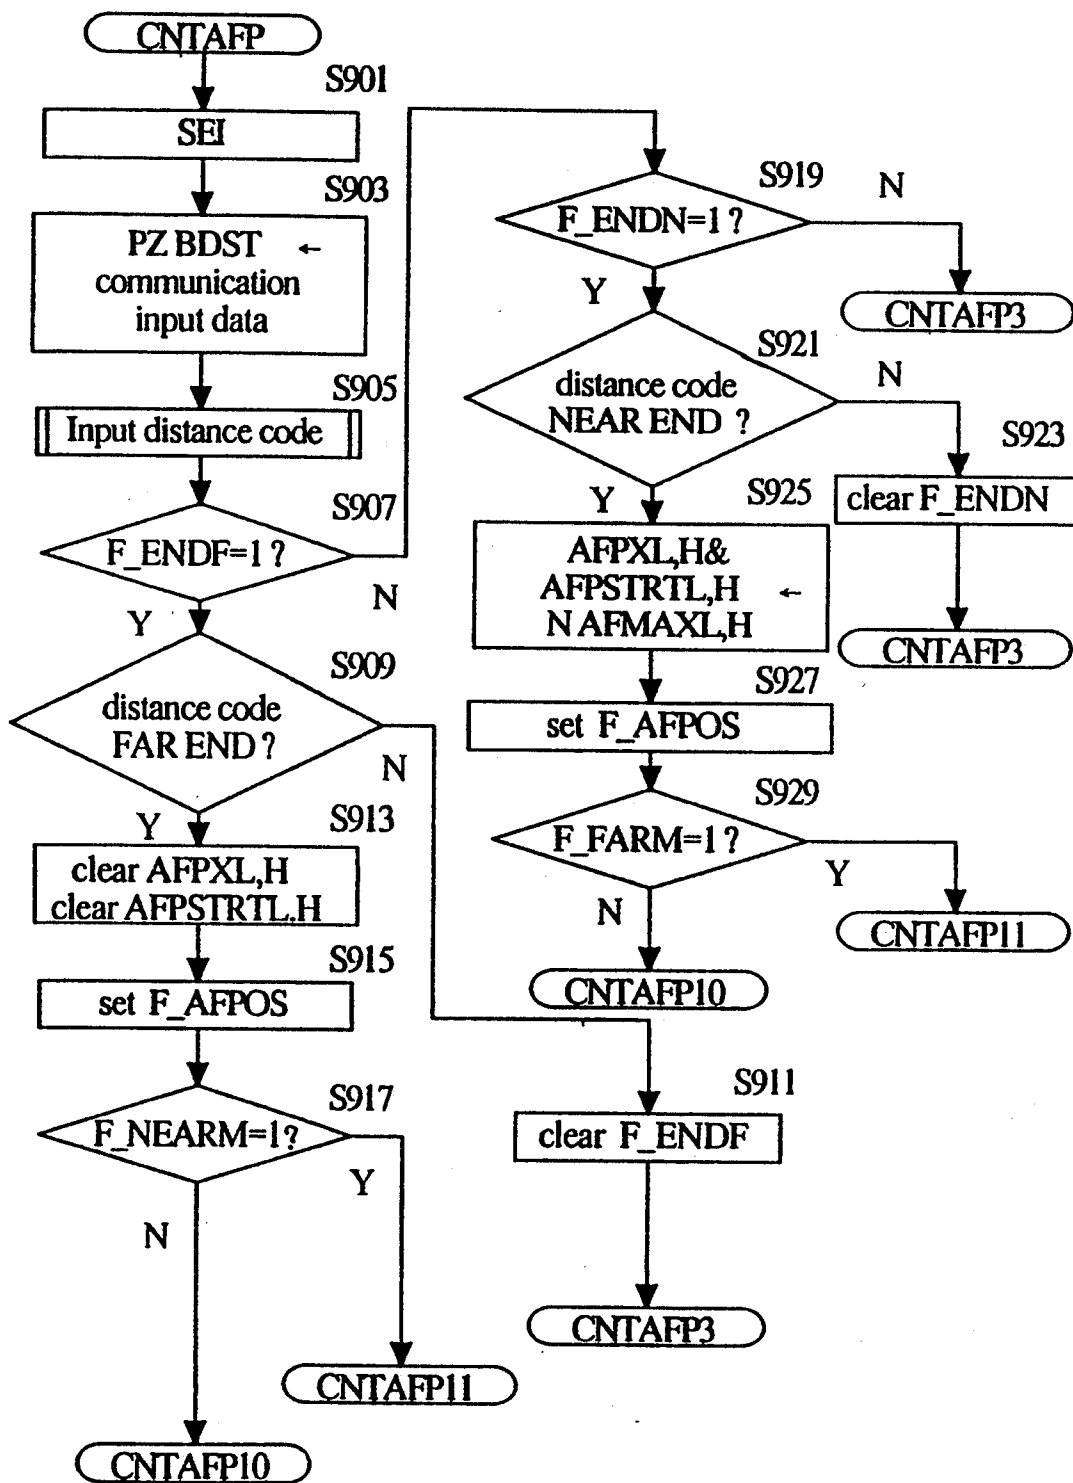 CNTAFP
S901
SEI
S903
PZ BDST ←
communication
input data
S905
Input distance code
S907
F_ENDF=1 ?
N
Y
S909
distance code
FAR END ?
N
Y
S913
clear AFPXL,H
clear AFPSTRTL.H
S915
set F_AFPOS
S917
F_NEARM=1?
Y
N
CNTAFP11
CNTAFP10
S919
N
F_ENDN=1 ?
CNTAFP3
Y
S921
distance code
NEAR END ?
N
S923
clear F_ENDN
CNTAFP3
Y
S925
AFPXL,H&
AFPSTRTL,H ←
N AFMAXL,H
S927
set F_AFPOS
S929
F_FARM=1 ?
Y
N
CNTAFP11
CNTAFP10
S911
clear F_ENDF
CNTAFP3